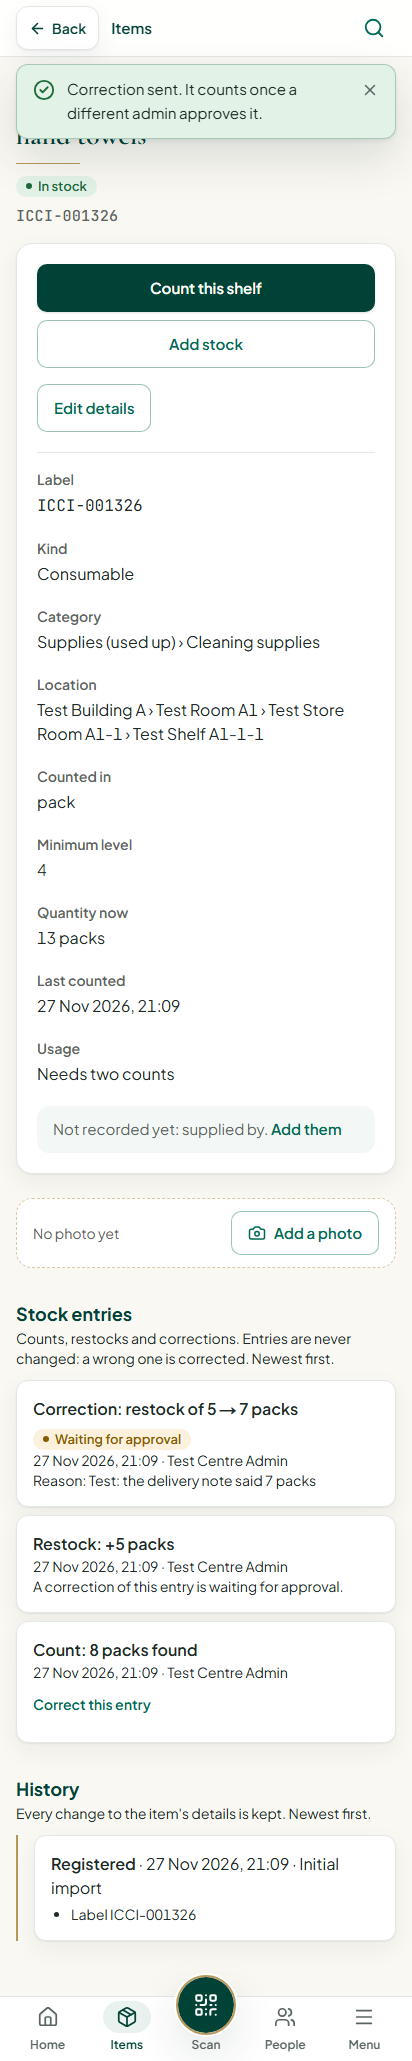 Back
Items
Correction sent. It counts once a
different admin approves it.
hand towels
In stock
ICCI-001326
Count this shelf
Add stock
Edit details
Label
ICCI-001326
Kind
Consumable
Category
Supplies (used up) › Cleaning supplies
Location
Test Building A › Test Room A1 › Test Store
Room A1-1 › Test Shelf A1-1-1
Counted in
pack
Minimum level
4
Quantity now
13 packs
Last counted
27 Nov 2026, 21:09
Usage
Needs two counts
Not recorded yet: supplied by. Add them
No photo yet
Add a photo
Stock entries
Counts, restocks and corrections. Entries are never
changed: a wrong one is corrected. Newest first.
Correction: restock of 5 → 7 packs
Waiting for approval
27 Nov 2026, 21:09 · Test Centre Admin
Reason: Test: the delivery note said 7 packs
Restock: +5 packs
27 Nov 2026, 21:09 · Test Centre Admin
A correction of this entry is waiting for approval.
Count: 8 packs found
27 Nov 2026, 21:09 · Test Centre Admin
Correct this entry
History
Every change to the item's details is kept. Newest first.
Registered · 27 Nov 2026, 21:09 · Initial
import
• Label ICCI-001326
Home
Items
Scan
People
Menu